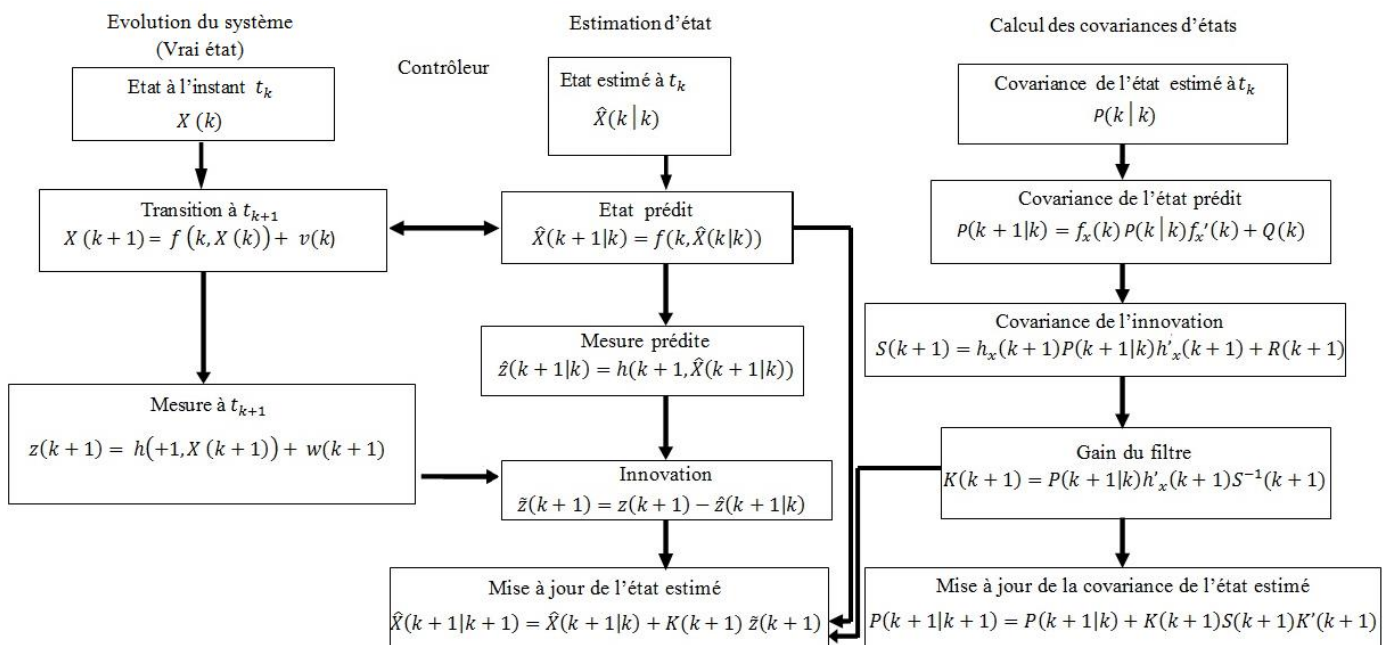 Evolution du système
(Vrai état)
Etat à l'instant t_k
X (k)
Transition à t_{k+1}
X (k + 1) = f (k, X (k)) + v(k)
Mesure à t_{k+1}
z(k + 1) = h(+1, X (k + 1)) + w(k + 1)
Contrôleur
Estimation d'état
Etat estimé à t_k
X̂(k|k)
Etat prédit
X̂(k + 1|k) = f(k, X̂(k|k))
Mesure prédite
ẑ(k + 1|k) = h(k + 1, X̂(k + 1|k))
Innovation
z̃(k + 1) = z(k + 1) − ẑ(k + 1|k)
Mise à jour de l'état estimé
X̂(k + 1|k + 1) = X̂(k + 1|k) + K(k + 1) z̃(k + 1)
Calcul des covariances d'états
Covariance de l'état estimé à t_k
P(k|k)
Covariance de l'état prédit
P(k + 1|k) = f_x(k) P(k|k) f_x'(k) + Q(k)
Covariance de l'innovation
S(k + 1) = h_x(k + 1)P(k + 1|k)h'_x(k + 1) + R(k + 1)
Gain du filtre
K(k + 1) = P(k + 1|k)h'_x(k + 1)S^{−1}(k + 1)
Mise à jour de la covariance de l'état estimé
P(k + 1|k + 1) = P(k + 1|k) + K(k + 1)S(k + 1)K'(k + 1)